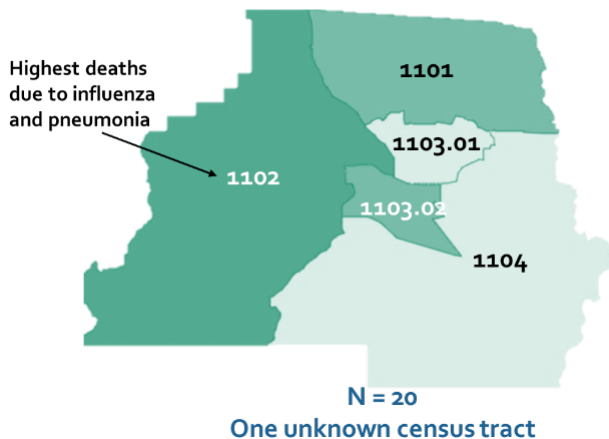 Highest deaths
due to influenza
and pneumonia
1101
1103.01
1102
1103.02
1104
N = 20
One unknown census tract